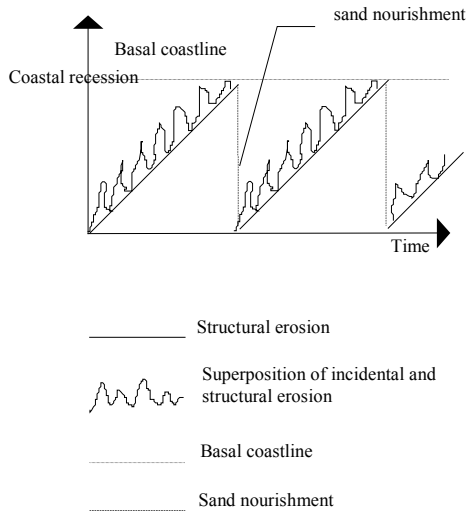 sand nourishment
Basal coastline
Coastal recession
Time
Structural erosion
Superposition of incidental and
structural erosion
Basal coastline
Sand nourishment